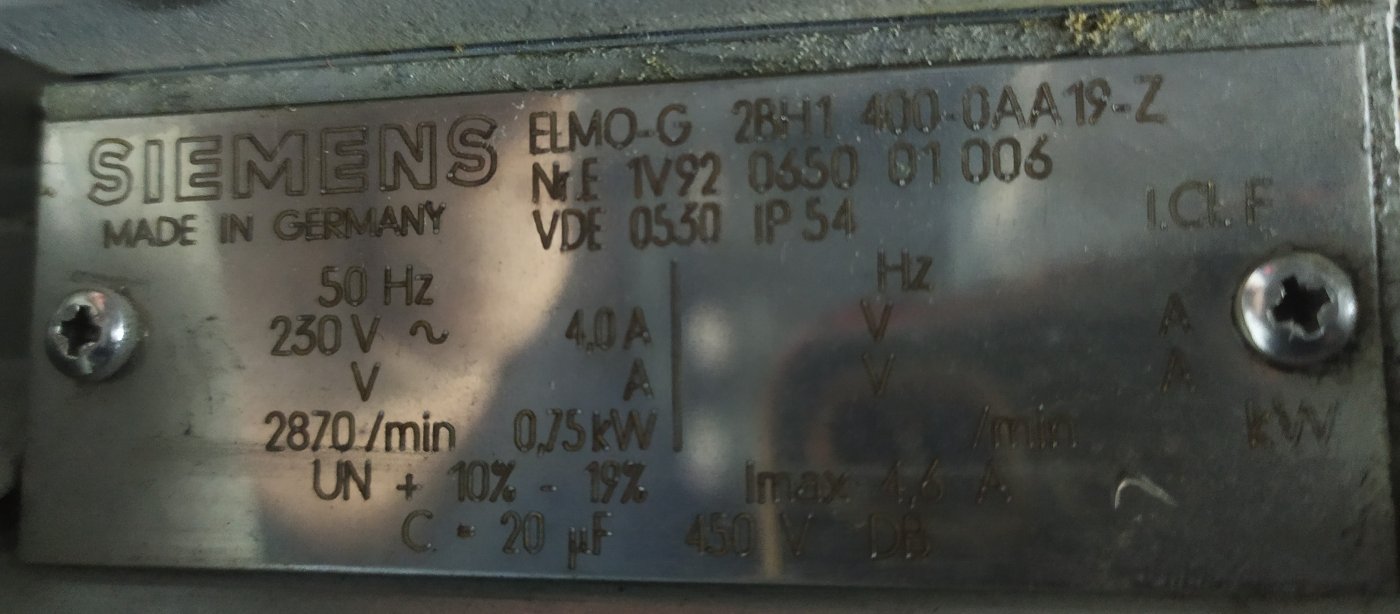 SIEMENS ELMO-G 2BH1 400-0AA19-Z
Nr.E 1V92 0650 01 006
MADE IN GERMANY VDE 0530 IP 54 I.Cl. F
50 Hz Hz
230 V ~ 4,0 A V A
V A V A
2870 /min 0,75 kW /min kW
UN + 10% - 19% Imax 4,6 A
C = 20 µF 450 V DB